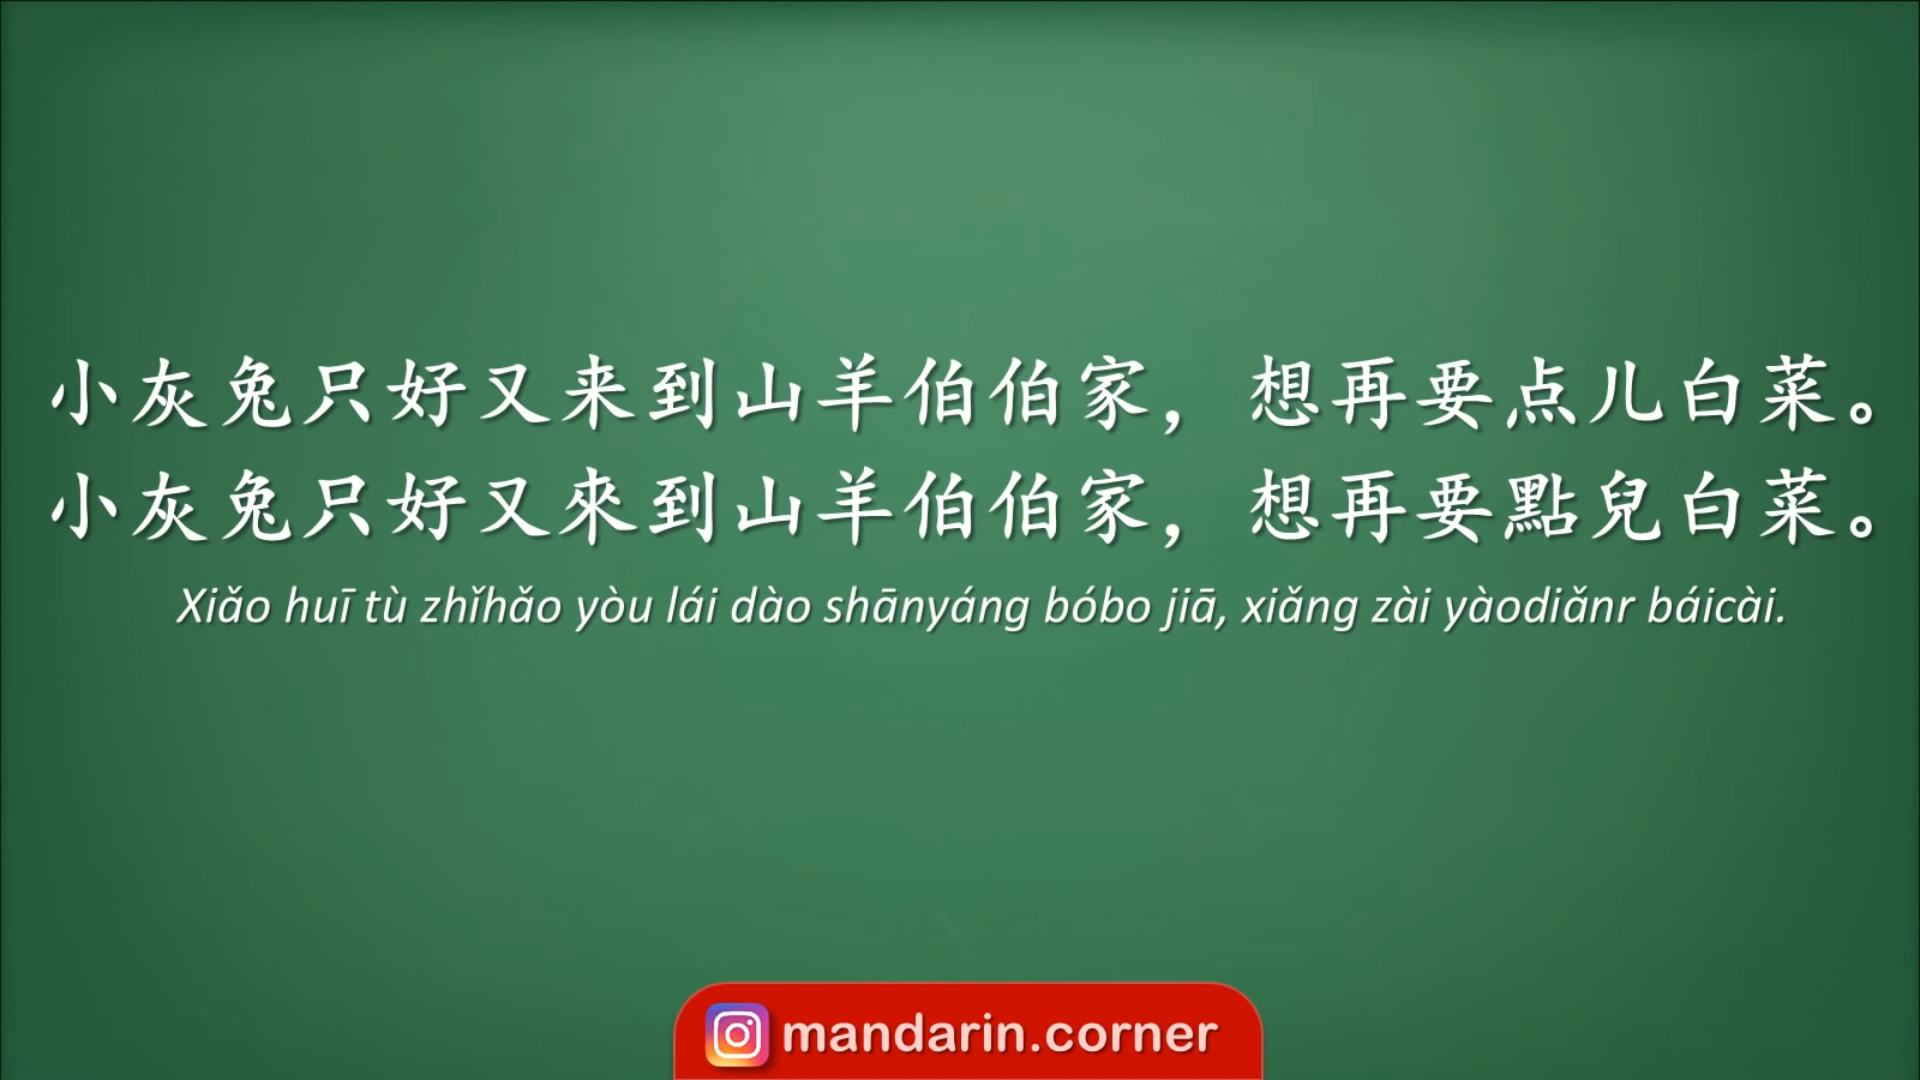 小灰兔只好又来到山羊伯伯家，想再要点儿白菜。
小灰兔只好又來到山羊伯伯家，想再要點兒白菜。
Xiǎo huī tù zhǐhǎo yòu lái dào shānyáng bóbo jiā, xiǎng zài yàodiǎnr báicài.
mandarin.corner